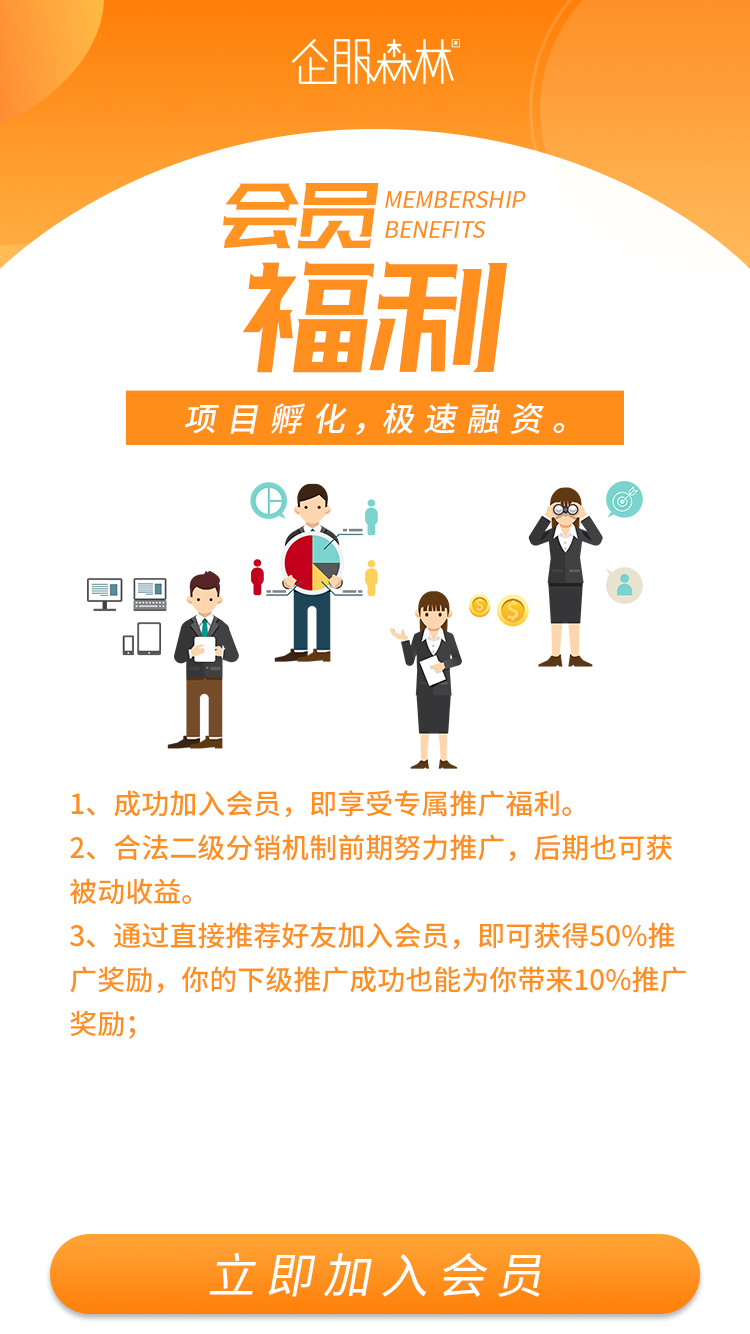 企服森林
会员
MEMBERSHIP
BENEFITS
福利
项目孵化,极速融资。
1、成功加入会员，即享受专属推广福利。
2、合法二级分销机制前期努力推广，后期也可获
被动收益。
3、通过直接推荐好友加入会员，即可获得50%推
广奖励，你的下级推广成功也能为你带来10%推广
奖励；
立即加入会员